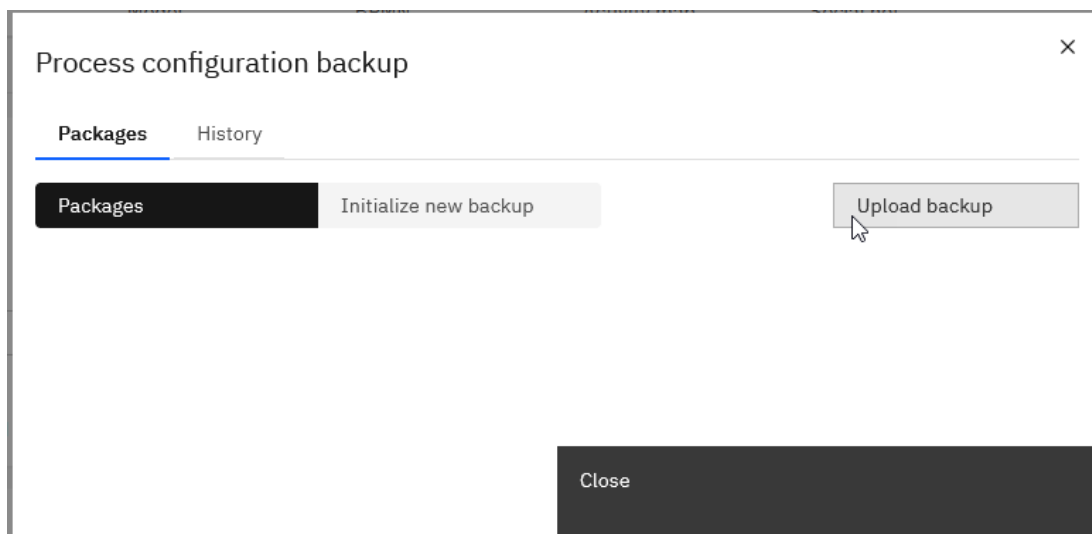 Process configuration backup
Packages History
Packages Initialize new backup Upload backup
Close